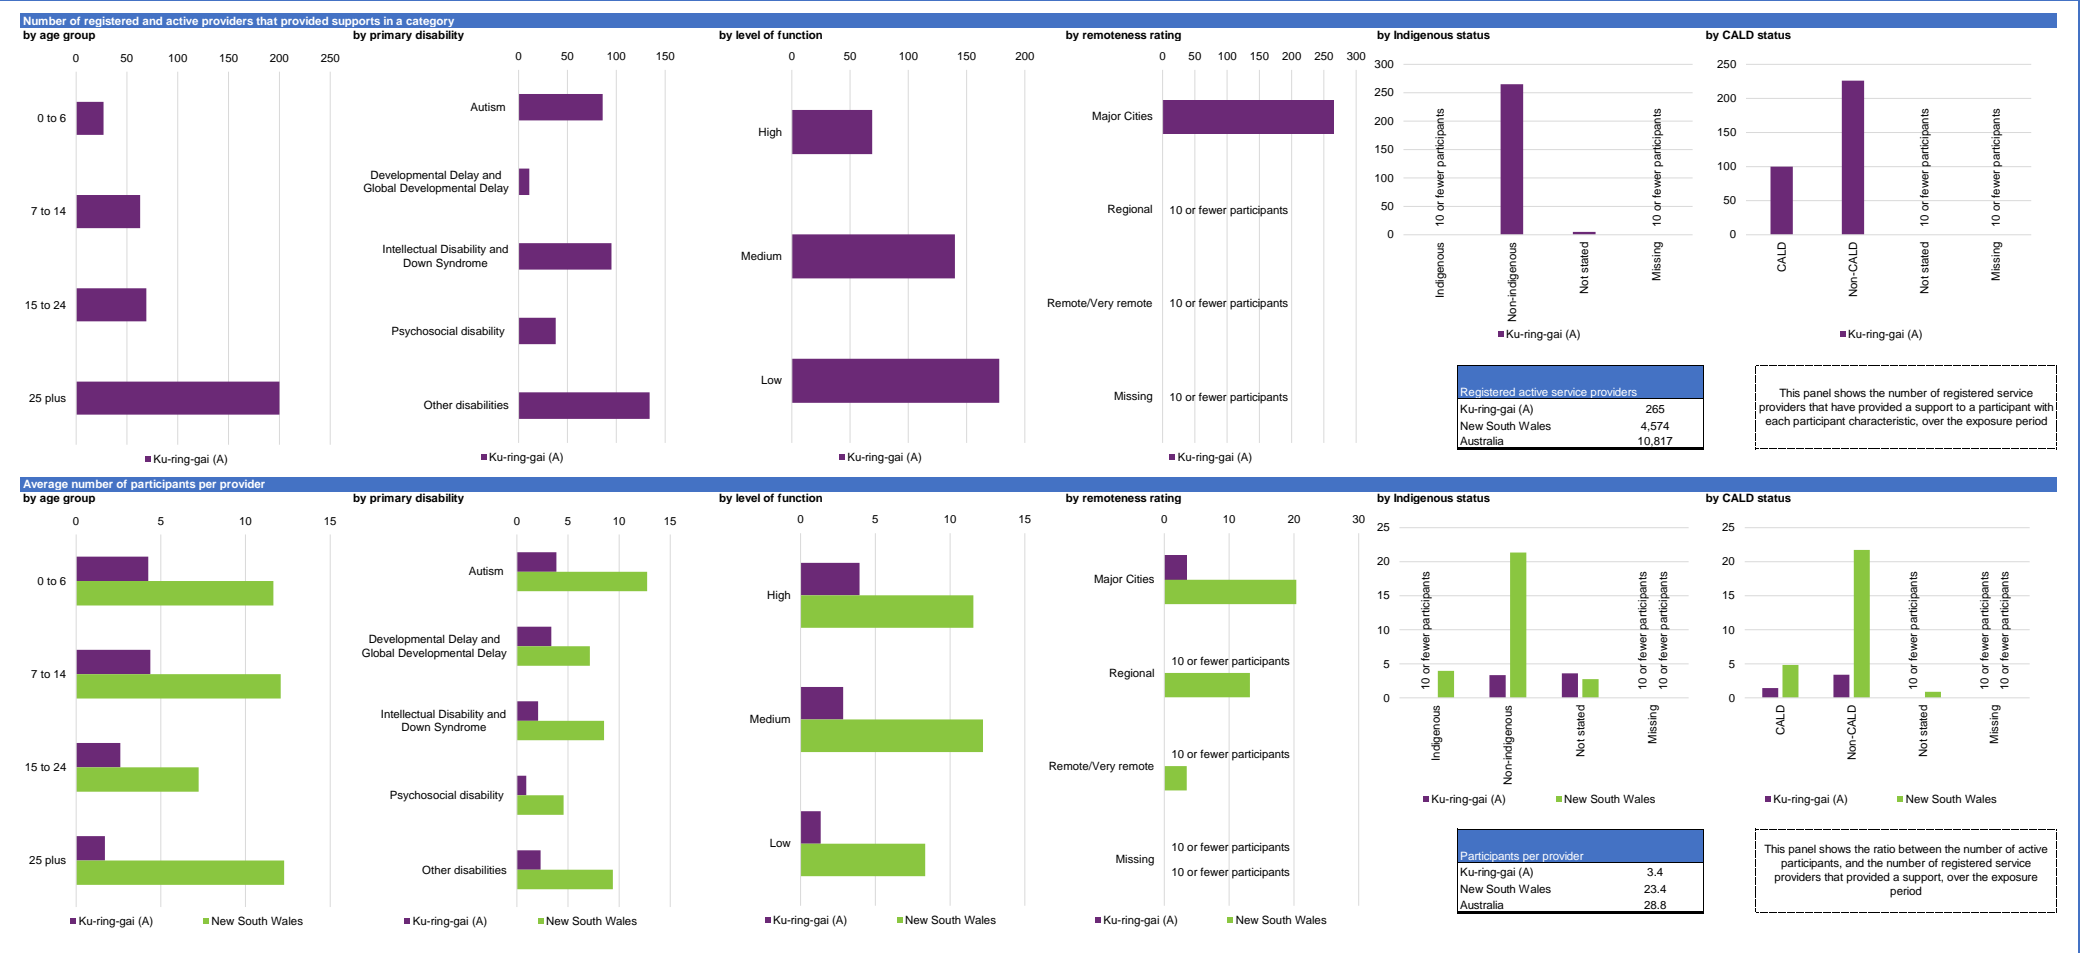 Number of registered and active providers that provided supports in a category
by age group
0 50 100 150 200 250
0 to 6
7 to 14
15 to 24
25 plus
Ku-ring-gai (A)
by primary disability
0 50 100 150
Autism
Developmental Delay and
Global Developmental Delay
Intellectual Disability and
Down Syndrome
Psychosocial disability
Other disabilities
Ku-ring-gai (A)
by level of function
0 50 100 150 200
High
Medium
Low
Ku-ring-gai (A)
by remoteness rating
0 50 100 150 200 250 300
Major Cities
Regional 10 or fewer participants
Remote/Very remote 10 or fewer participants
Missing 10 or fewer participants
Ku-ring-gai (A)
by Indigenous status
300
250
200
150
100
50
0
10 or fewer participants
10 or fewer participants
Indigenous
Non-indigenous
Not stated
Missing
Ku-ring-gai (A)
by CALD status
250
200
150
100
50
0
10 or fewer participants
10 or fewer participants
CALD
Non-CALD
Not stated
Missing
Ku-ring-gai (A)
Registered active service providers
Ku-ring-gai (A) 265
New South Wales 4,574
Australia 10,817
This panel shows the number of registered service
providers that have provided a support to a participant with
each participant characteristic, over the exposure period
Average number of participants per provider
by age group
0 5 10 15
0 to 6
7 to 14
15 to 24
25 plus
Ku-ring-gai (A) New South Wales
by primary disability
0 5 10 15
Autism
Developmental Delay and
Global Developmental Delay
Intellectual Disability and
Down Syndrome
Psychosocial disability
Other disabilities
Ku-ring-gai (A) New South Wales
by level of function
0 5 10 15
High
Medium
Low
Ku-ring-gai (A) New South Wales
by remoteness rating
0 10 20 30
Major Cities
10 or fewer participants
Regional
10 or fewer participants
Remote/Very remote
10 or fewer participants
Missing
10 or fewer participants
Ku-ring-gai (A) New South Wales
by Indigenous status
25
20
15
10
5
0
10 or fewer participants
10 or fewer participants
10 or fewer participants
Indigenous
Non-indigenous
Not stated
Missing
Ku-ring-gai (A) New South Wales
by CALD status
25
20
15
10
5
0
10 or fewer participants
10 or fewer participants
10 or fewer participants
CALD
Non-CALD
Not stated
Missing
Ku-ring-gai (A) New South Wales
Participants per provider
Ku-ring-gai (A) 3.4
New South Wales 23.4
Australia 28.8
This panel shows the ratio between the number of active
participants, and the number of registered service
providers that provided a support, over the exposure
period